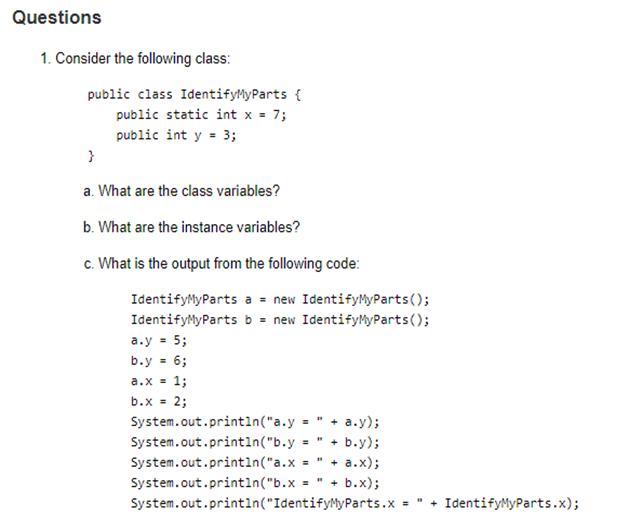 Questions
1. Consider the following class:
public class IdentifyMyParts {
public static int x = 7;
public int y = 3;
}
a. What are the class variables?
b. What are the instance variables?
c. What is the output from the following code:
IdentifyMyParts a = new IdentifyMyParts();
IdentifyMyParts b = new IdentifyMyParts();
a.y = 5;
b.y = 6;
a.x = 1;
b.x = 2;
System.out.println("a.y = " + a.y);
System.out.println("b.y = " + b.y);
System.out.println("a.x = " + a.x);
System.out.println("b.x = " + b.x);
System.out.println("IdentifyMyParts.x = " + IdentifyMyParts.x);